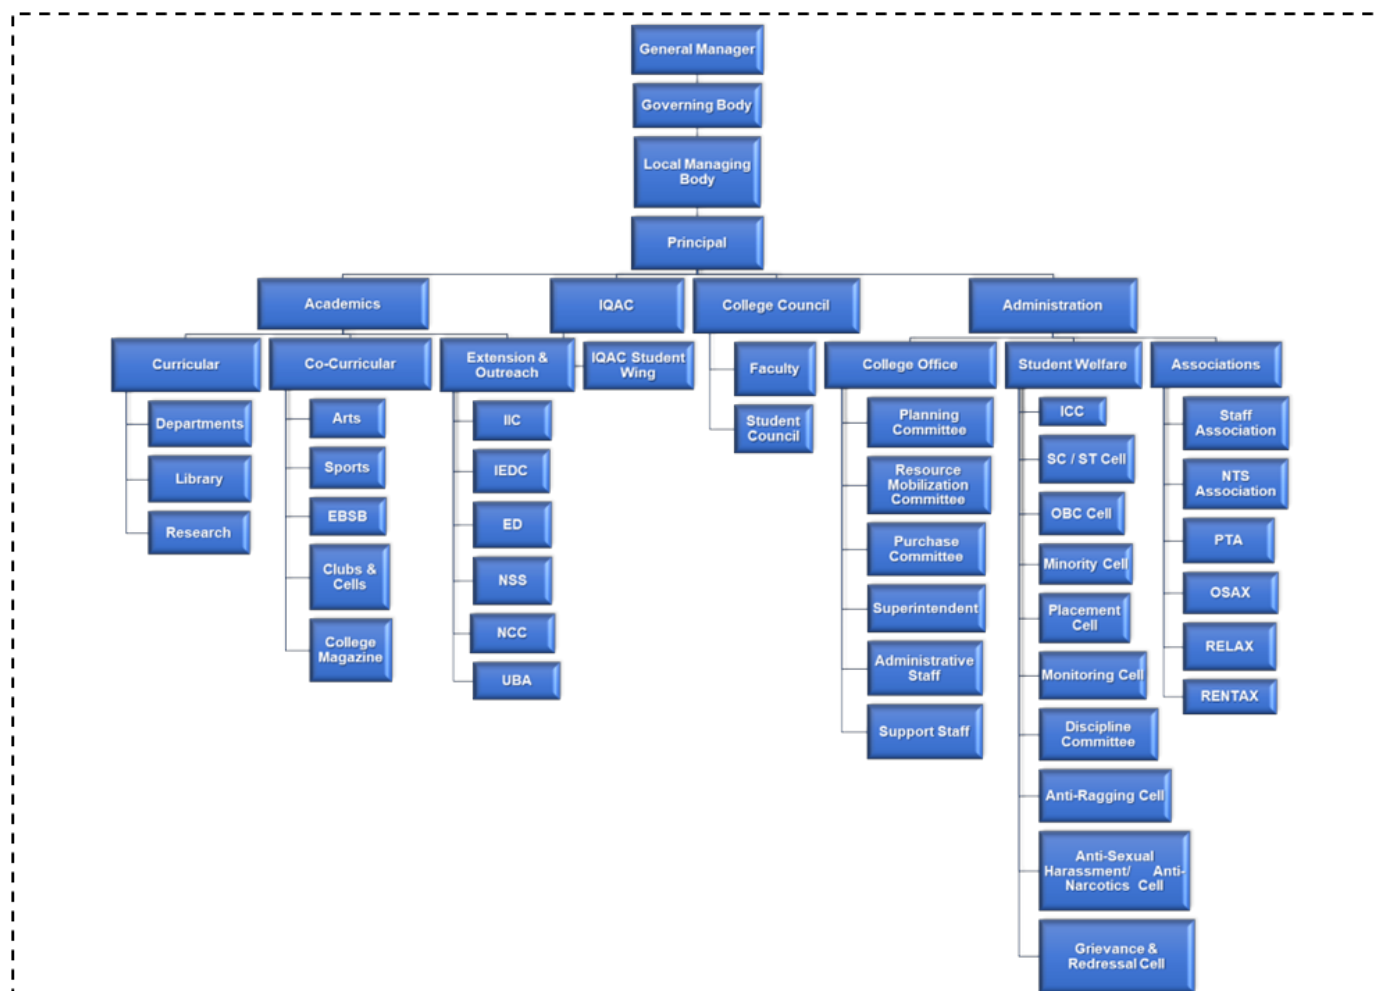 General Manager
Governing Body
Local Managing
Body
Principal
Academics
IQAC
College Council
Administration
Curricular
Co-Curricular
Extension &
Outreach
IQAC Student
Wing
Faculty
Student
Council
College Office
Student Welfare
Associations
Departments
Library
Research
Arts
Sports
EBSB
Clubs &
Cells
College
Magazine
IIC
IEDC
ED
NSS
NCC
UBA
Planning
Committee
Resource
Mobilization
Committee
Purchase
Committee
Superintendent
Administrative
Staff
Support Staff
ICC
SC / ST Cell
OBC Cell
Minority Cell
Placement
Cell
Monitoring Cell
Discipline
Committee
Anti-Ragging Cell
Anti-Sexual
Harassment/ Anti-
Narcotics Cell
Grievance &
Redressal Cell
Staff
Association
NTS
Association
PTA
OSAX
RELAX
RENTAX